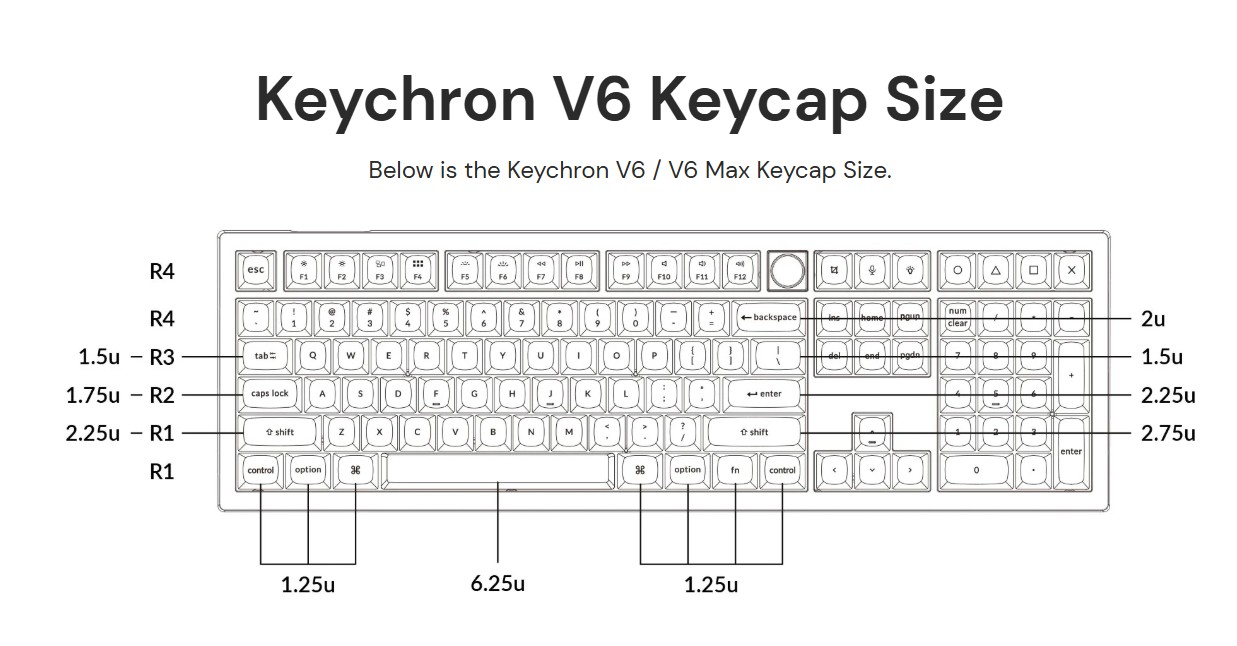 Keychron V6 Keycap Size
Below is the Keychron V6 / V6 Max Keycap Size.
R4 esc F1 F2 F3 F4 F5 F6 F7 F8 F9 F10 F11 F12
R4 ~ ` ! 1 @ 2 # 3 $ 4 % 5 ^ 6 & 7 * 8 ( 9 ) 0 — - + = ← backspace ins home pgup num clear / * - 2u
1.5u – R3 tab Q W E R T Y U I O P { [ } ] | \ del end pgdn 7 8 9 + 1.5u
1.75u – R2 caps lock A S D F G H J K L : ; " ' ↵ enter 4 5 6 2.25u
2.25u – R1 ⇧ shift Z X C V B N M < , > . ? / ⇧ shift 1 2 3 enter 2.75u
R1 control option ⌘ ⌘ option fn control 0 .
1.25u 6.25u 1.25u